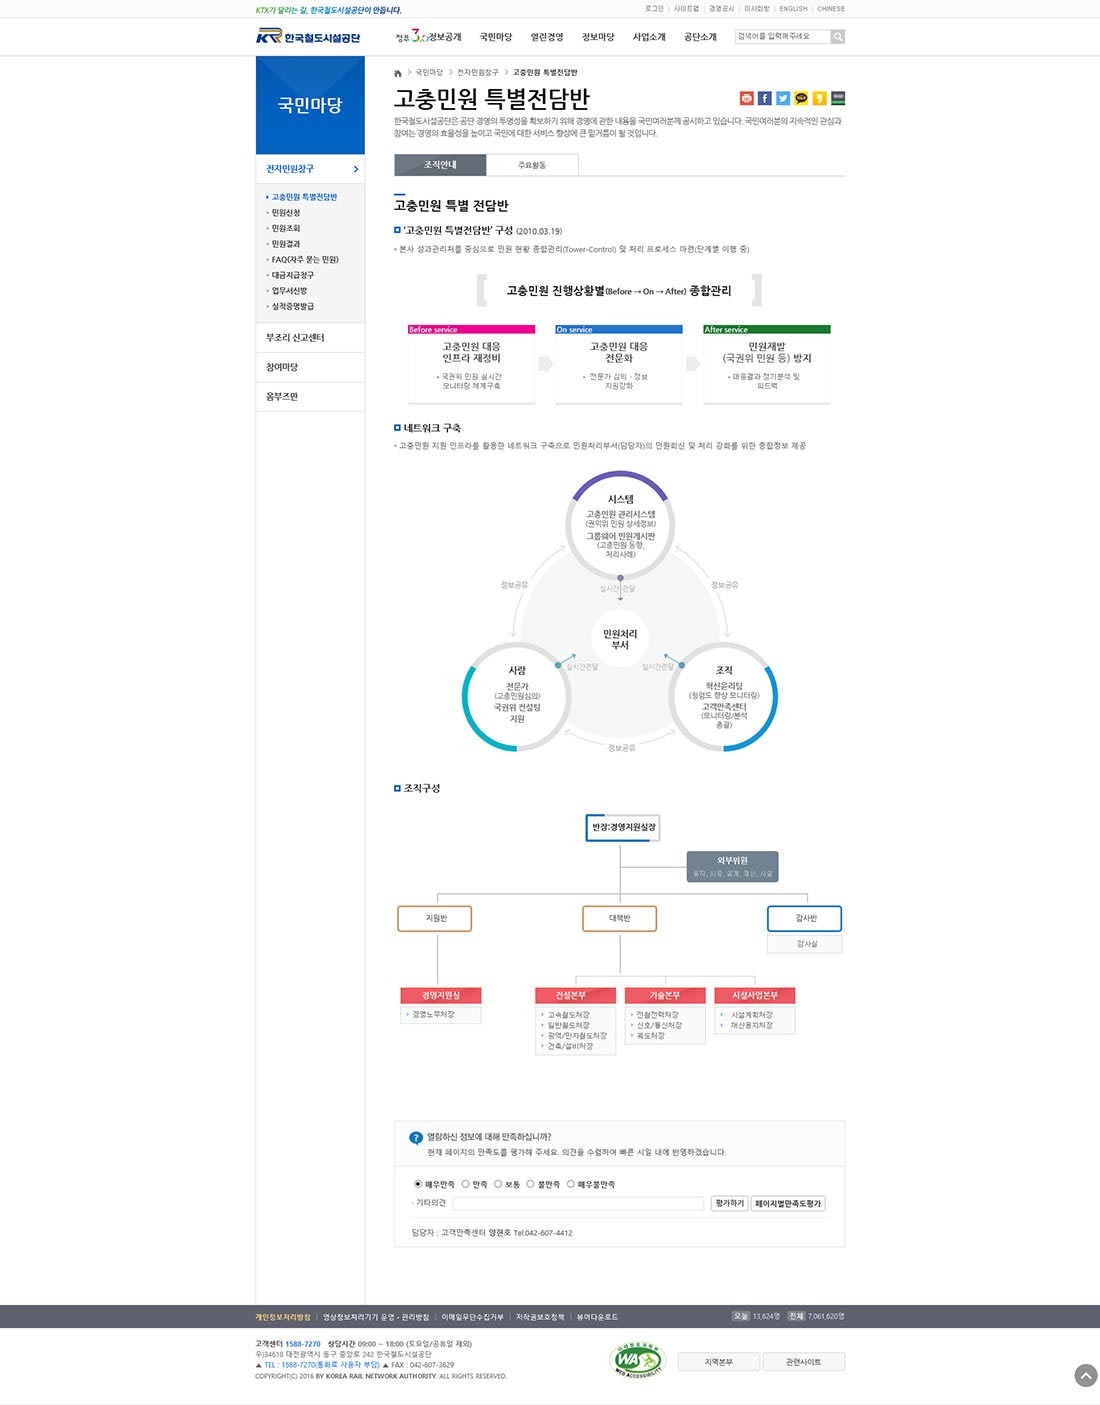 KTX가 달리는 길, 한국철도시설공단이 만듭니다.
로그인 | 사이트맵 | 경영공시 | 이사회방 | ENGLISH | CHINESE
KR 한국철도시설공단
정부3.0정보공개 국민마당 열린경영 정보마당 사업소개 공단소개
검색어를 입력해주세요
국민마당
전자민원창구
고충민원 특별전담반
민원신청
민원조회
민원결과
FAQ(자주 묻는 민원)
대금지급청구
업무서신방
실적증명발급
부조리 신고센터
참여마당
옴부즈만
> 국민마당 > 전자민원창구 > 고충민원 특별전담반
고충민원 특별전담반
한국철도시설공단은 공단 경영의 투명성을 확보하기 위해 경영에 관한 내용을 국민여러분께 공시하고 있습니다. 국민여러분의 지속적인 관심과
참여는 경영의 효율성을 높이고 국민에 대한 서비스 향상에 큰 밑거름이 될 것입니다.
조직안내 주요활동
고충민원 특별 전담반
'고충민원 특별전담반' 구성 (2010.03.19)
본사 성과관리처를 중심으로 민원 현황 종합관리(Tower-Control) 및 처리 프로세스 마련(단계별 이행 중)
고충민원 진행상황별(Before → On → After) 종합관리
Before service
고충민원 대응
인프라 재정비
국권위 민원 실시간
모니터링 체계구축
On service
고충민원 대응
전문화
전문가 심의·정보
지원강화
After service
민원재발
(국권위 민원 등) 방지
대응결과 정기분석 및
피드백
네트워크 구축
고충민원 지원 인프라를 활용한 네트워크 구축으로 민원처리부서(담당자)의 민원회신 및 처리 강화를 위한 종합정보 제공
시스템
고충민원 관리시스템
(권익위 민원 상세정보)
그룹웨어 민원게시판
(고충민원 동향,
처리사례)
정보공유
정보공유
실시간 전달
민원처리
부서
실시간전달
실시간전달
사람
전문가
(고충민원심의)
국권위 컨설팅
지원
조직
혁신윤리팀
(청렴도 향상 모니터링)
고객만족센터
(모니터링/분석
총괄)
정보공유
조직구성
반장:경영지원실장
외부위원
용지, 시공, 설계, 재산, 시설
지원반
대책반
감사반
감사실
경영지원실
경영노무처장
건설본부
고속철도처장
일반철도처장
광역/민자철도처장
건축/설비처장
기술본부
전철전력처장
신호/통신처장
궤도처장
시설사업본부
시설계획처장
재산용지처장
열람하신 정보에 대해 만족하십니까?
현재 페이지의 만족도를 평가해 주세요. 의견을 수렴하여 빠른 시일 내에 반영하겠습니다.
매우만족 만족 보통 불만족 매우불만족
· 기타의견 평가하기 페이지별만족도평가
담당자 : 고객만족센터 양현호 Tel.042-607-4412
개인정보처리방침 | 영상정보처리기기 운영·관리방침 | 이메일무단수집거부 | 저작권보호정책 | 뷰어다운로드
오늘 13,624명 전체 7,061,620명
고객센터 1588-7270 상담시간 09:00 ~ 18:00 (토요일/공휴일 제외)
우)34618 대전광역시 동구 중앙로 242 한국철도시설공단
▲ TEL : 1588-7270(통화료 사용자 부담) ▲ FAX : 042-607-3629
COPYRIGHT(C) 2016 BY KOREA RAIL NETWORK AUTHORITY. ALL RIGHTS RESERVED.
WA
WEB ACCESSIBILITY
지역본부
관련사이트